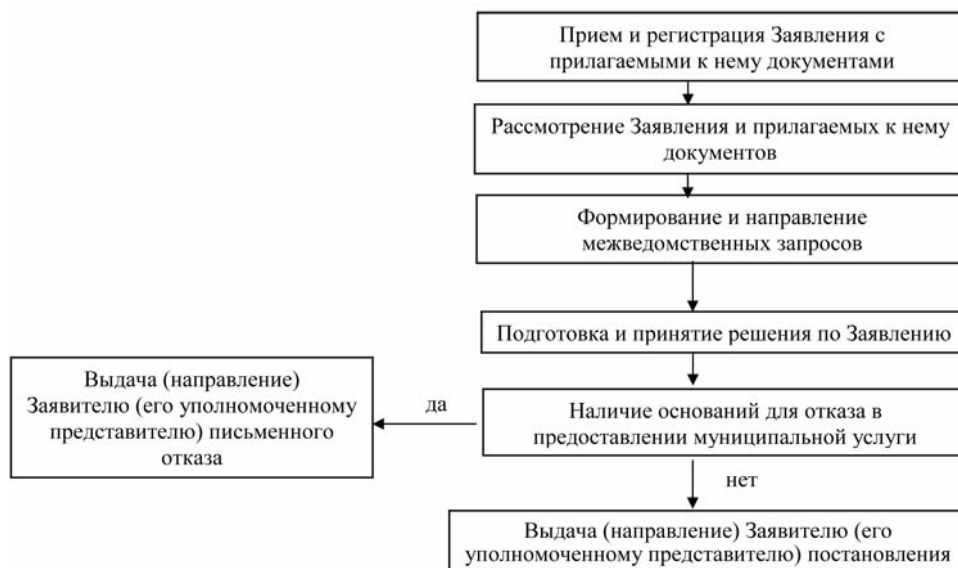 Прием и регистрация Заявления с
прилагаемыми к нему документами
Рассмотрение Заявления и прилагаемых к нему
документов
Формирование и направление
межведомственных запросов
Подготовка и принятие решения по Заявлению
Наличие оснований для отказа в
предоставлении муниципальной услуги
да
Выдача (направление)
Заявителю (его уполномоченному
представителю) письменного
отказа
нет
Выдача (направление) Заявителю (его
уполномоченному представителю) постановления